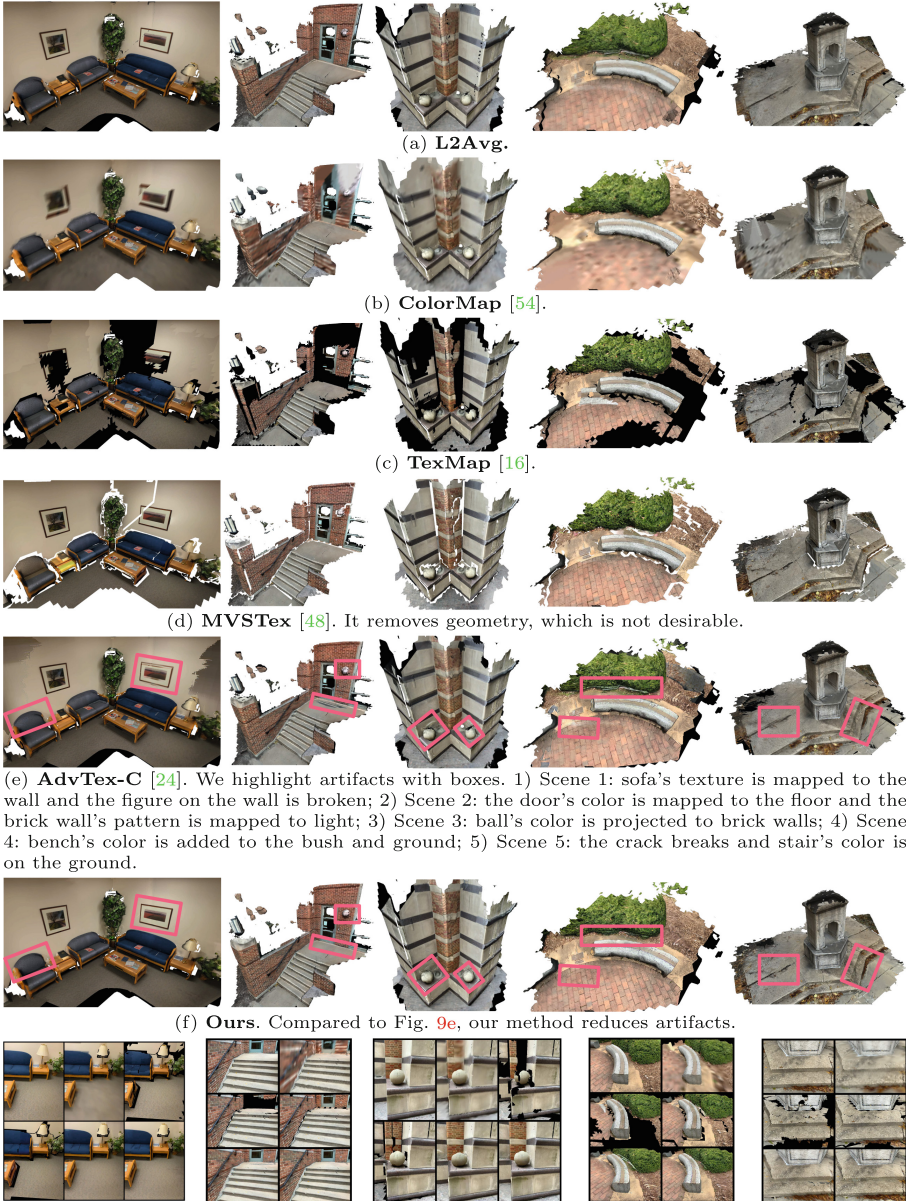 (a) L2Avg.
(b) ColorMap [54].
(c) TexMap [16].
(d) MVSTex [48]. It removes geometry, which is not desirable.
(e) AdvTex-C [24]. We highlight artifacts with boxes. 1) Scene 1: sofa's texture is mapped to the
wall and the figure on the wall is broken; 2) Scene 2: the door's color is mapped to the floor and the
brick wall's pattern is mapped to light; 3) Scene 3: ball's color is projected to brick walls; 4) Scene
4: bench's color is added to the bush and ground; 5) Scene 5: the crack breaks and stair's color is
on the ground.
(f) Ours. Compared to Fig. 9e, our method reduces artifacts.